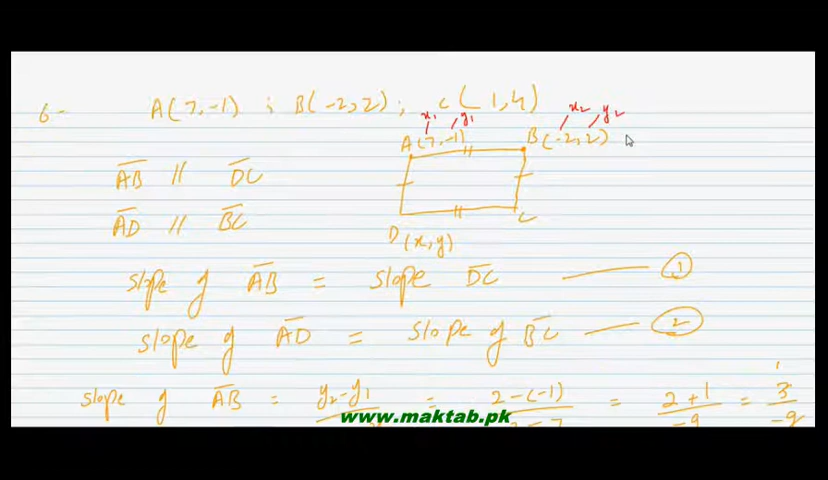 6- A(7,-1) ; B(-2,2) ; C(1,4)
x₁ y₁ x₂ y₂
A(7,-1) B(-2,2)
AB // DC
AD // BC
C
D(x,y)
slope of AB = slope DC ——— 1
slope of AD = slope of BC —— 2
slope of AB = y₂-y₁ = 2-(-1) = 2+1 = 3
-9 -9
www.maktab.pk